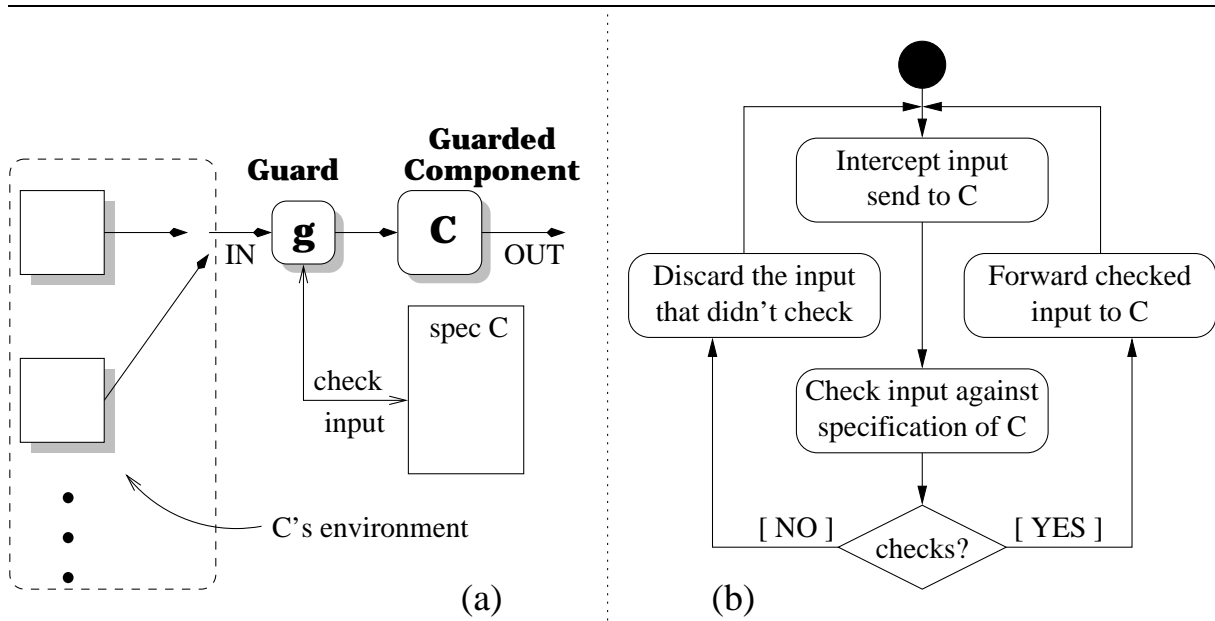 Guard
Guarded
Component
IN
g
C
OUT
spec C
check
input
C's environment
(a)
Intercept input
send to C
Discard the input
that didn't check
Forward checked
input to C
Check input against
specification of C
[ NO ]
checks?
[ YES ]
(b)